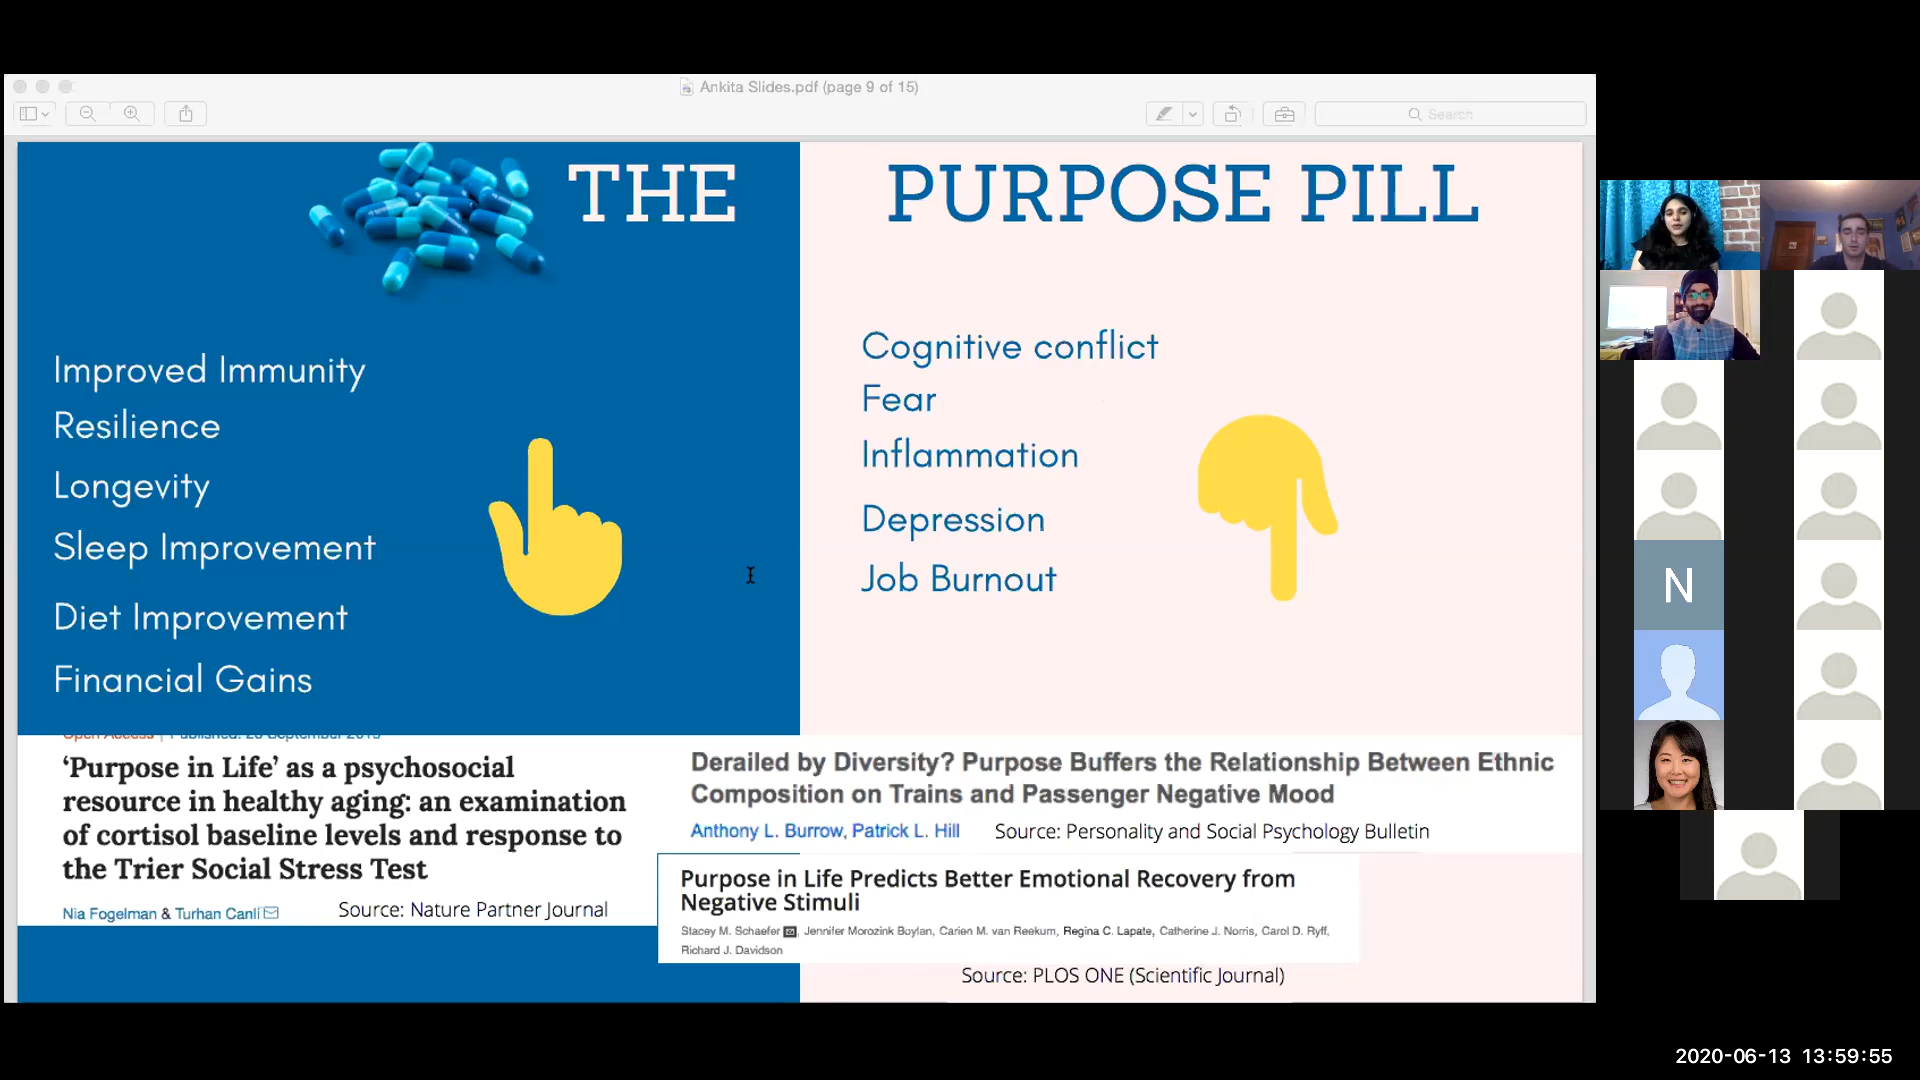 Ankita Slides.pdf (page 9 of 15)
Search
THE PURPOSE PILL
Improved Immunity
Resilience
Longevity
Sleep Improvement
Diet Improvement
Financial Gains
Cognitive conflict
Fear
Inflammation
Depression
Job Burnout
‘Purpose in Life’ as a psychosocial
resource in healthy aging: an examination
of cortisol baseline levels and response to
the Trier Social Stress Test
Nia Fogelman & Turhan Canli
Source: Nature Partner Journal
Derailed by Diversity? Purpose Buffers the Relationship Between Ethnic
Composition on Trains and Passenger Negative Mood
Anthony L. Burrow, Patrick L. Hill
Source: Personality and Social Psychology Bulletin
Purpose in Life Predicts Better Emotional Recovery from
Negative Stimuli
Stacey M. Schaefer, Jennifer Morozink Boylan, Carien M. van Reekum, Regina C. Lapate, Catherine J. Norris, Carol D. Ryff,
Richard J. Davidson
Source: PLOS ONE (Scientific Journal)
N
2020-06-13 13:59:55